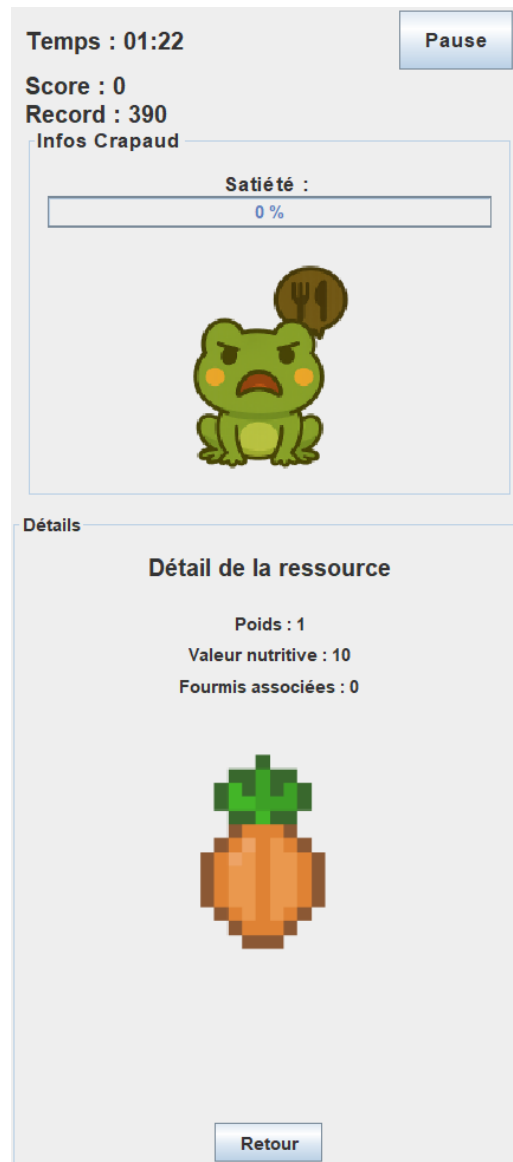 Temps : 01:22
Pause
Score : 0
Record : 390
Infos Crapaud
Satiété :
0 %
Détails
Détail de la ressource
Poids : 1
Valeur nutritive : 10
Fourmis associées : 0
Retour